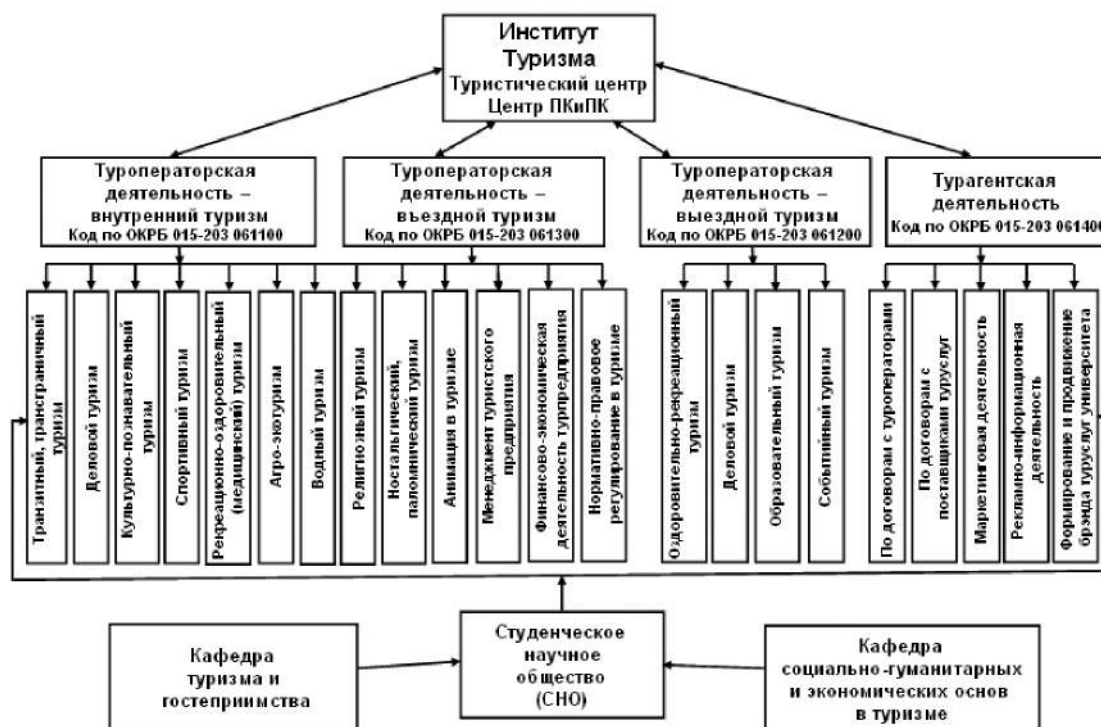 Институт
Туризма
Туристический центр
Центр ПКиПК
Туроператорская
деятельность –
внутренний туризм
Код по ОКРБ 015-203 061100
Туроператорская
деятельность –
въездной туризм
Код по ОКРБ 015-203 061300
Туроператорская
деятельность –
выездной туризм
Код по ОКРБ 015-203 061200
Турагентская
деятельность
Код по ОКРБ 015-203 061400
Транзитный, трансграничный
туризм
Деловой туризм
Культурно-познавательный
туризм
Спортивный туризм
Рекреационно-оздоровительный
(медицинский) туризм
Агро-экотуризм
Водный туризм
Религиозный туризм
Ностальгический,
паломнический туризм
Анимация в туризме
Менеджмент туристского
предприятия
Финансово-экономическая
деятельность турпредприятия
Нормативно-правовое
регулирование в туризме
Оздоровительно-рекреационный
туризм
Деловой туризм
Образовательный туризм
Событийный туризм
По договорам с туроператорами
По договорам с
поставщиками туруслуг
Маркетинговая деятельность
Рекламно-информационная
деятельность
Формирование и продвижение
брэнда туруслуг университета
Кафедра
туризма и
гостеприимства
Студенческое
научное
общество
(СНО)
Кафедра
социально-гуманитарных
и экономических основ
в туризме